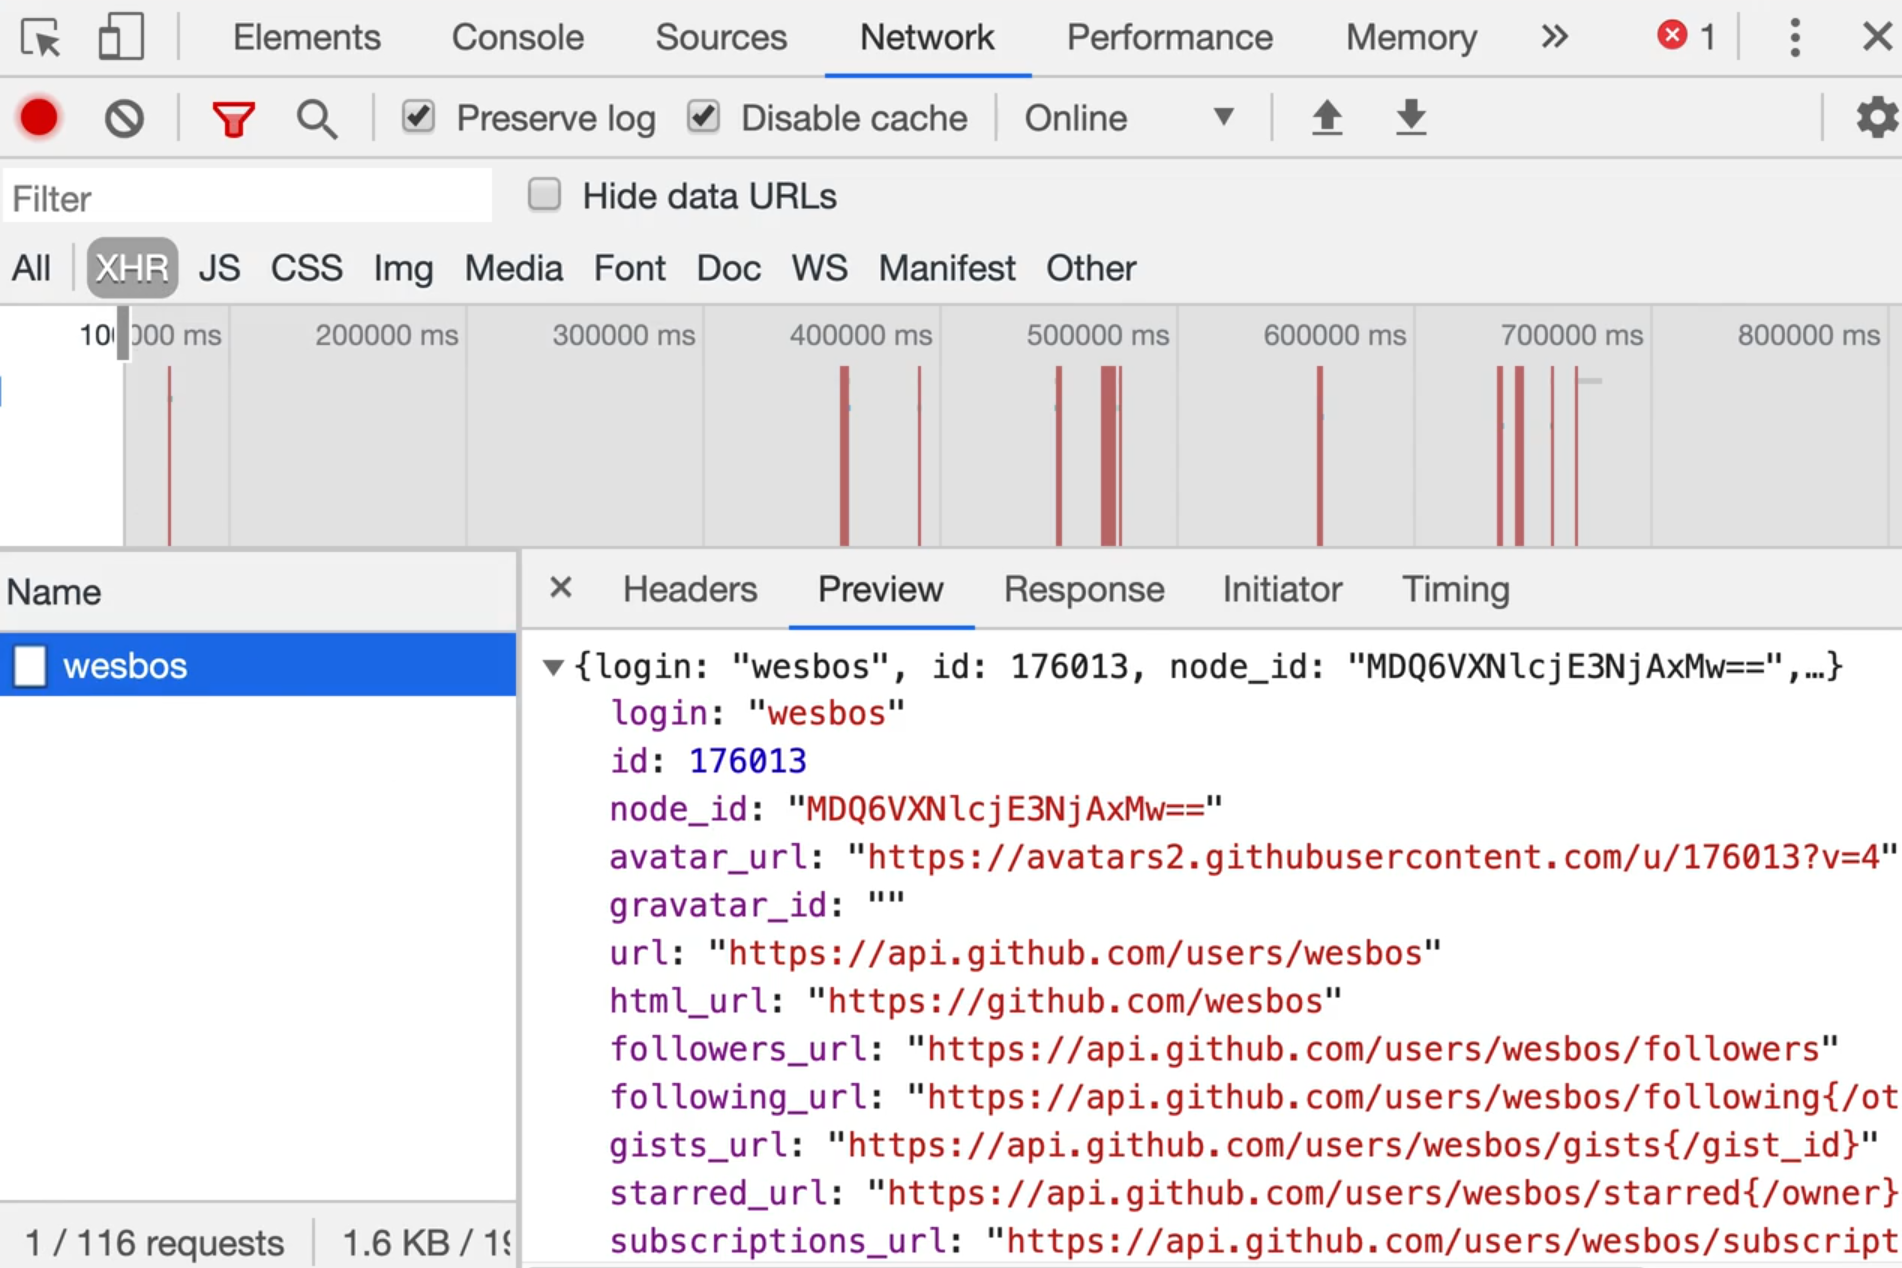 Elements Console Sources Network Performance Memory » 1
Preserve log Disable cache Online
Filter Hide data URLs
All XHR JS CSS Img Media Font Doc WS Manifest Other
200000 ms 300000 ms 400000 ms 500000 ms 600000 ms 700000 ms 800000 ms
Name
wesbos
1 / 116 requests 1.6 KB /
Headers Preview Response Initiator Timing
{login: "wesbos", id: 176013, node_id: "MDQ6VXNlcjE3NjAxMw==",…}
login: "wesbos"
id: 176013
node_id: "MDQ6VXNlcjE3NjAxMw=="
avatar_url: "https://avatars2.githubusercontent.com/u/176013?v=4"
gravatar_id: ""
url: "https://api.github.com/users/wesbos"
html_url: "https://github.com/wesbos"
followers_url: "https://api.github.com/users/wesbos/followers"
following_url: "https://api.github.com/users/wesbos/following{/ot
gists_url: "https://api.github.com/users/wesbos/gists{/gist_id}"
starred_url: "https://api.github.com/users/wesbos/starred{/owner}
subscriptions_url: "https://api.github.com/users/wesbos/subscript